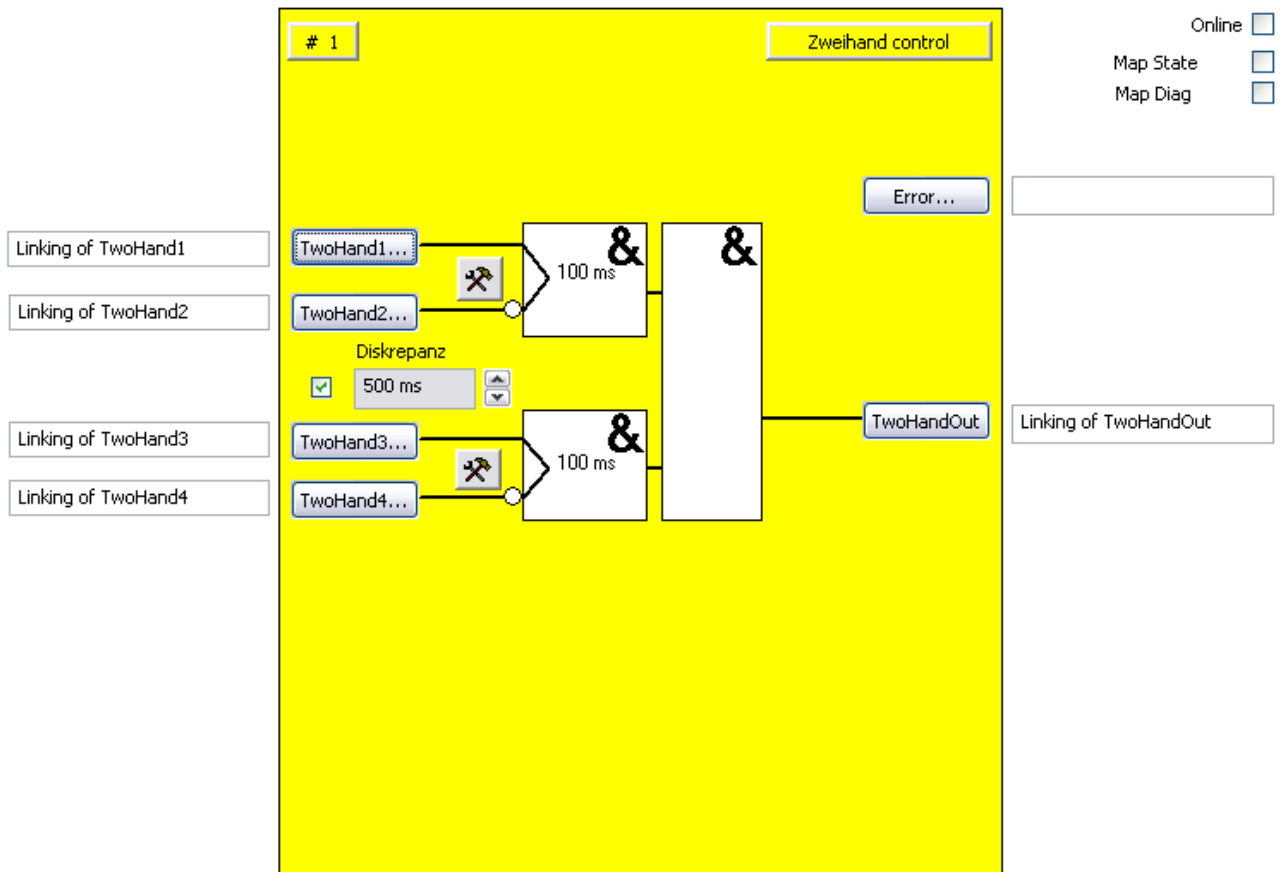 # 1
Zweihand control
Online
Map State
Map Diag
Error...
Linking of TwoHand1
TwoHand1...
&
100 ms
&
Linking of TwoHand2
TwoHand2...
Diskrepanz
500 ms
Linking of TwoHand3
TwoHand3...
&
100 ms
TwoHandOut
Linking of TwoHandOut
Linking of TwoHand4
TwoHand4...